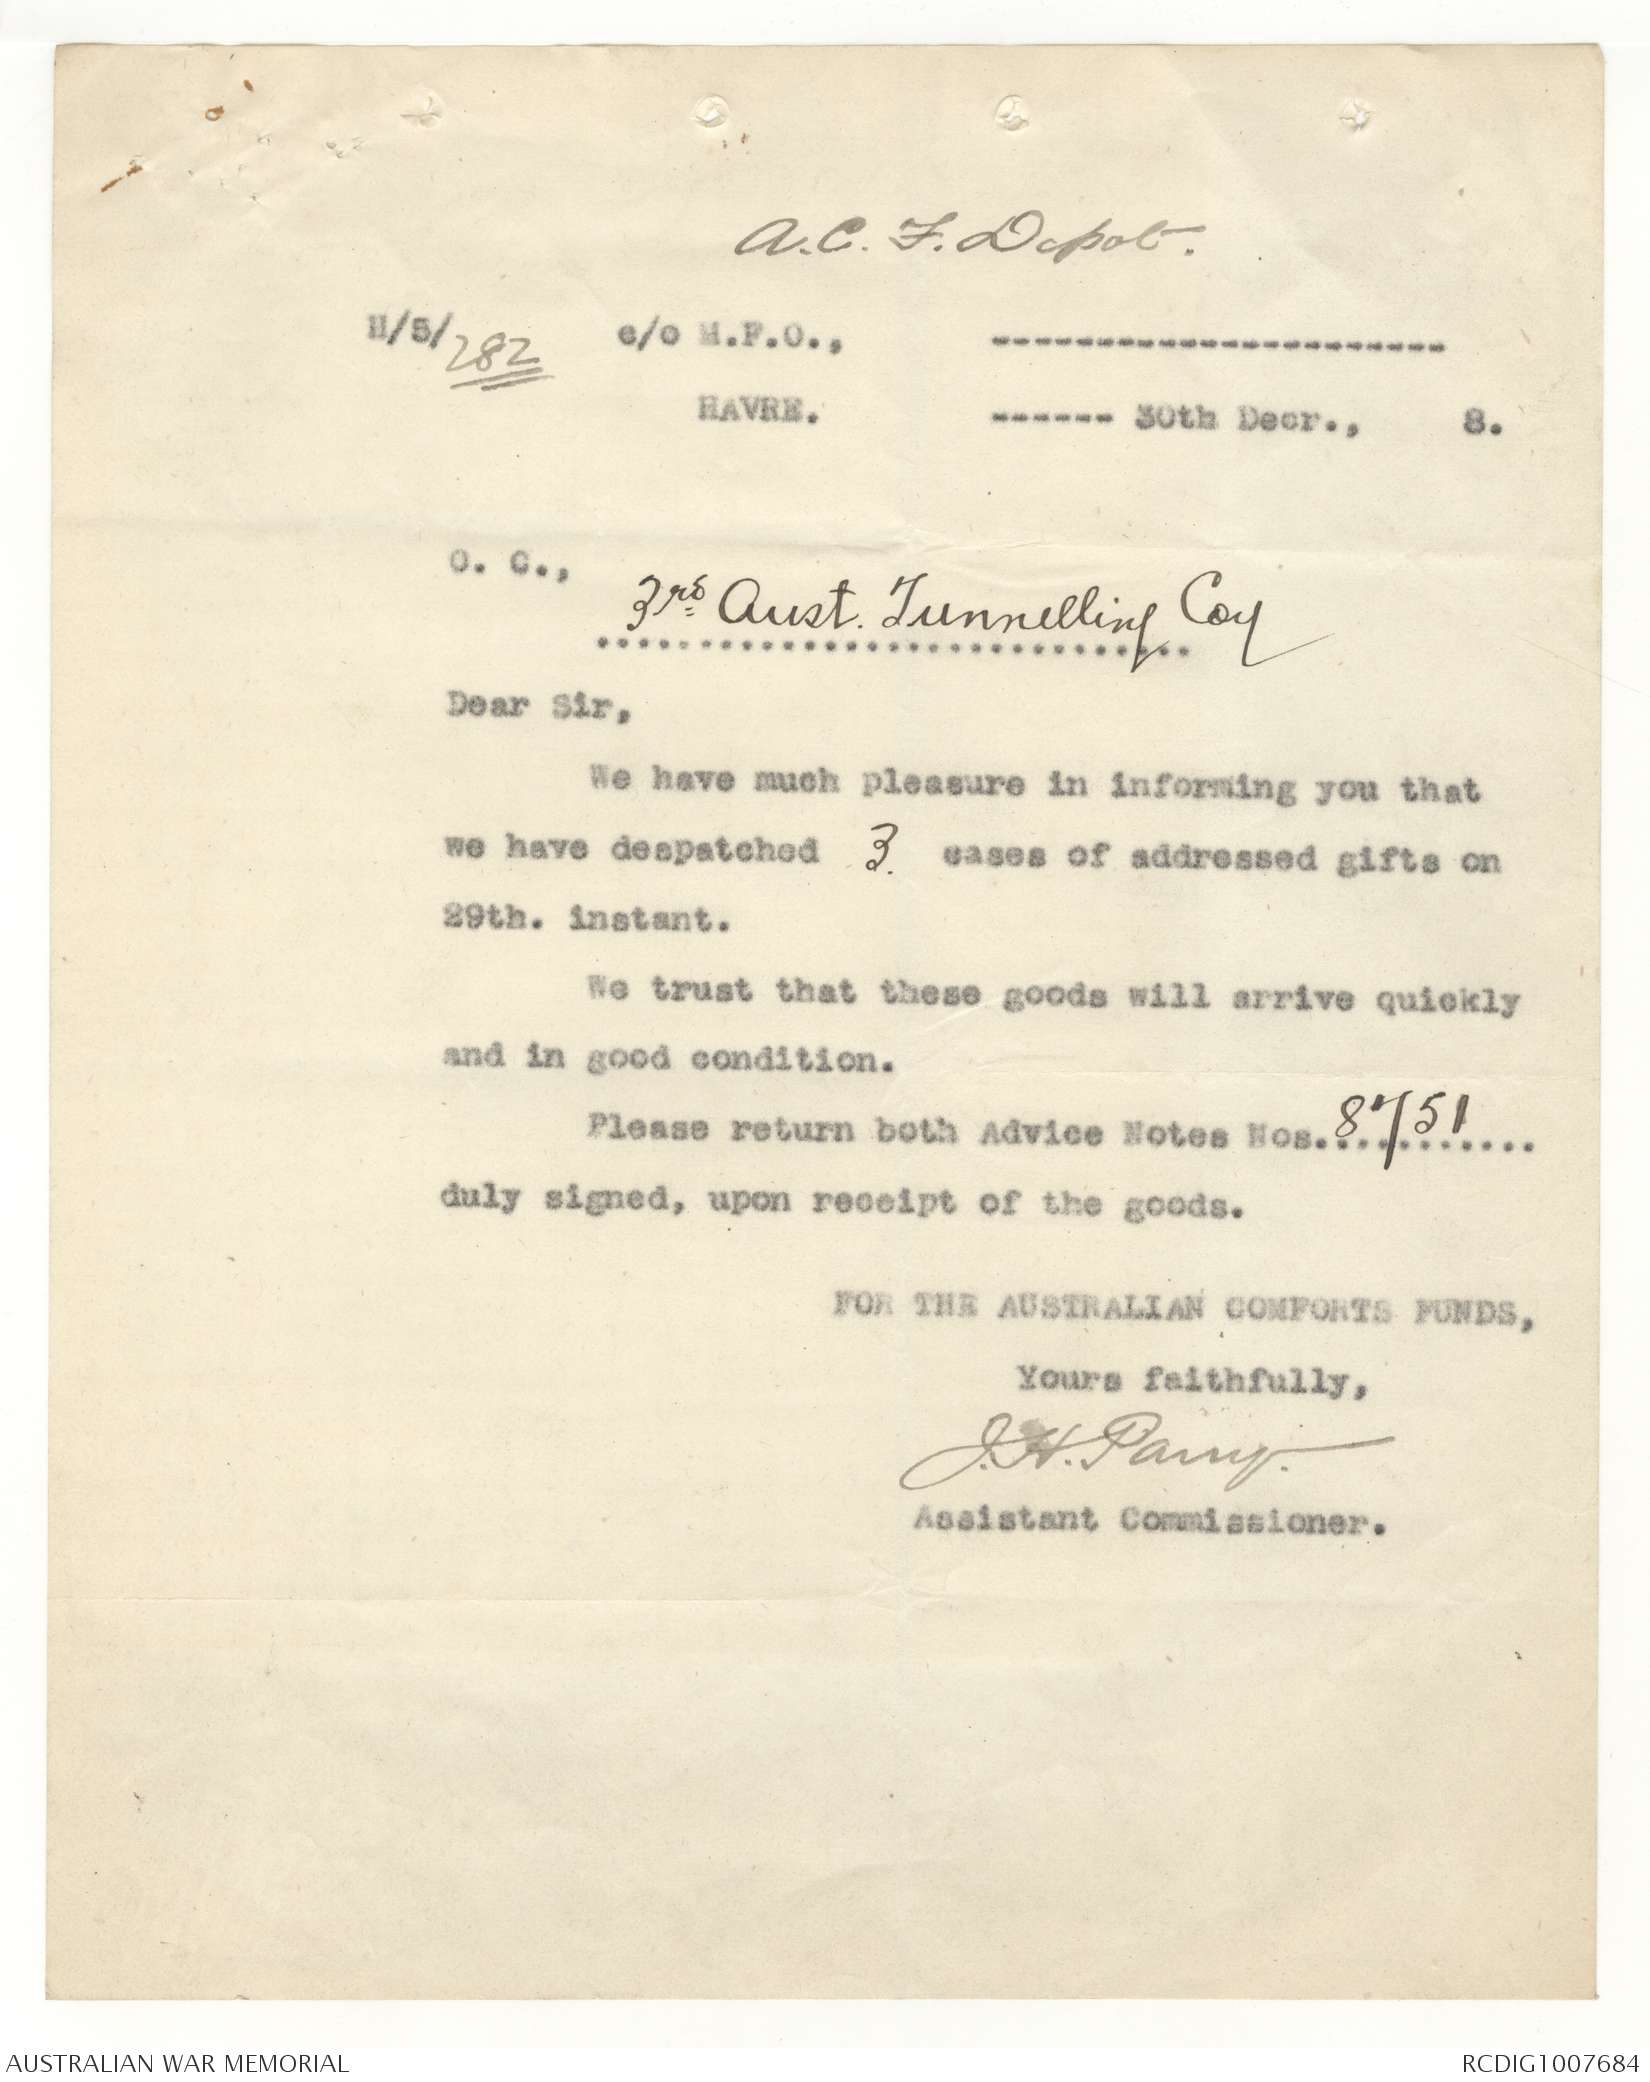 A. C. F. Depot.
H/5/282 c/o M.F.O., ----------------------
HAVRE. ------ 30th Decr., 8.
O. C.,
3rd Aust. Tunnelling Coy
.............................
Dear Sir,
We have much pleasure in informing you that
we have despatched 3. cases of addressed gifts on
29th. instant.
We trust that these goods will arrive quickly
and in good condition.
Please return both Advice Notes Nos. 8751...........
duly signed, upon receipt of the goods.
FOR THE AUSTRALIAN COMFORTS FUNDS,
Yours faithfully,
J. H. Parry.
Assistant Commissioner.
AUSTRALIAN WAR MEMORIAL RCDIG1007684